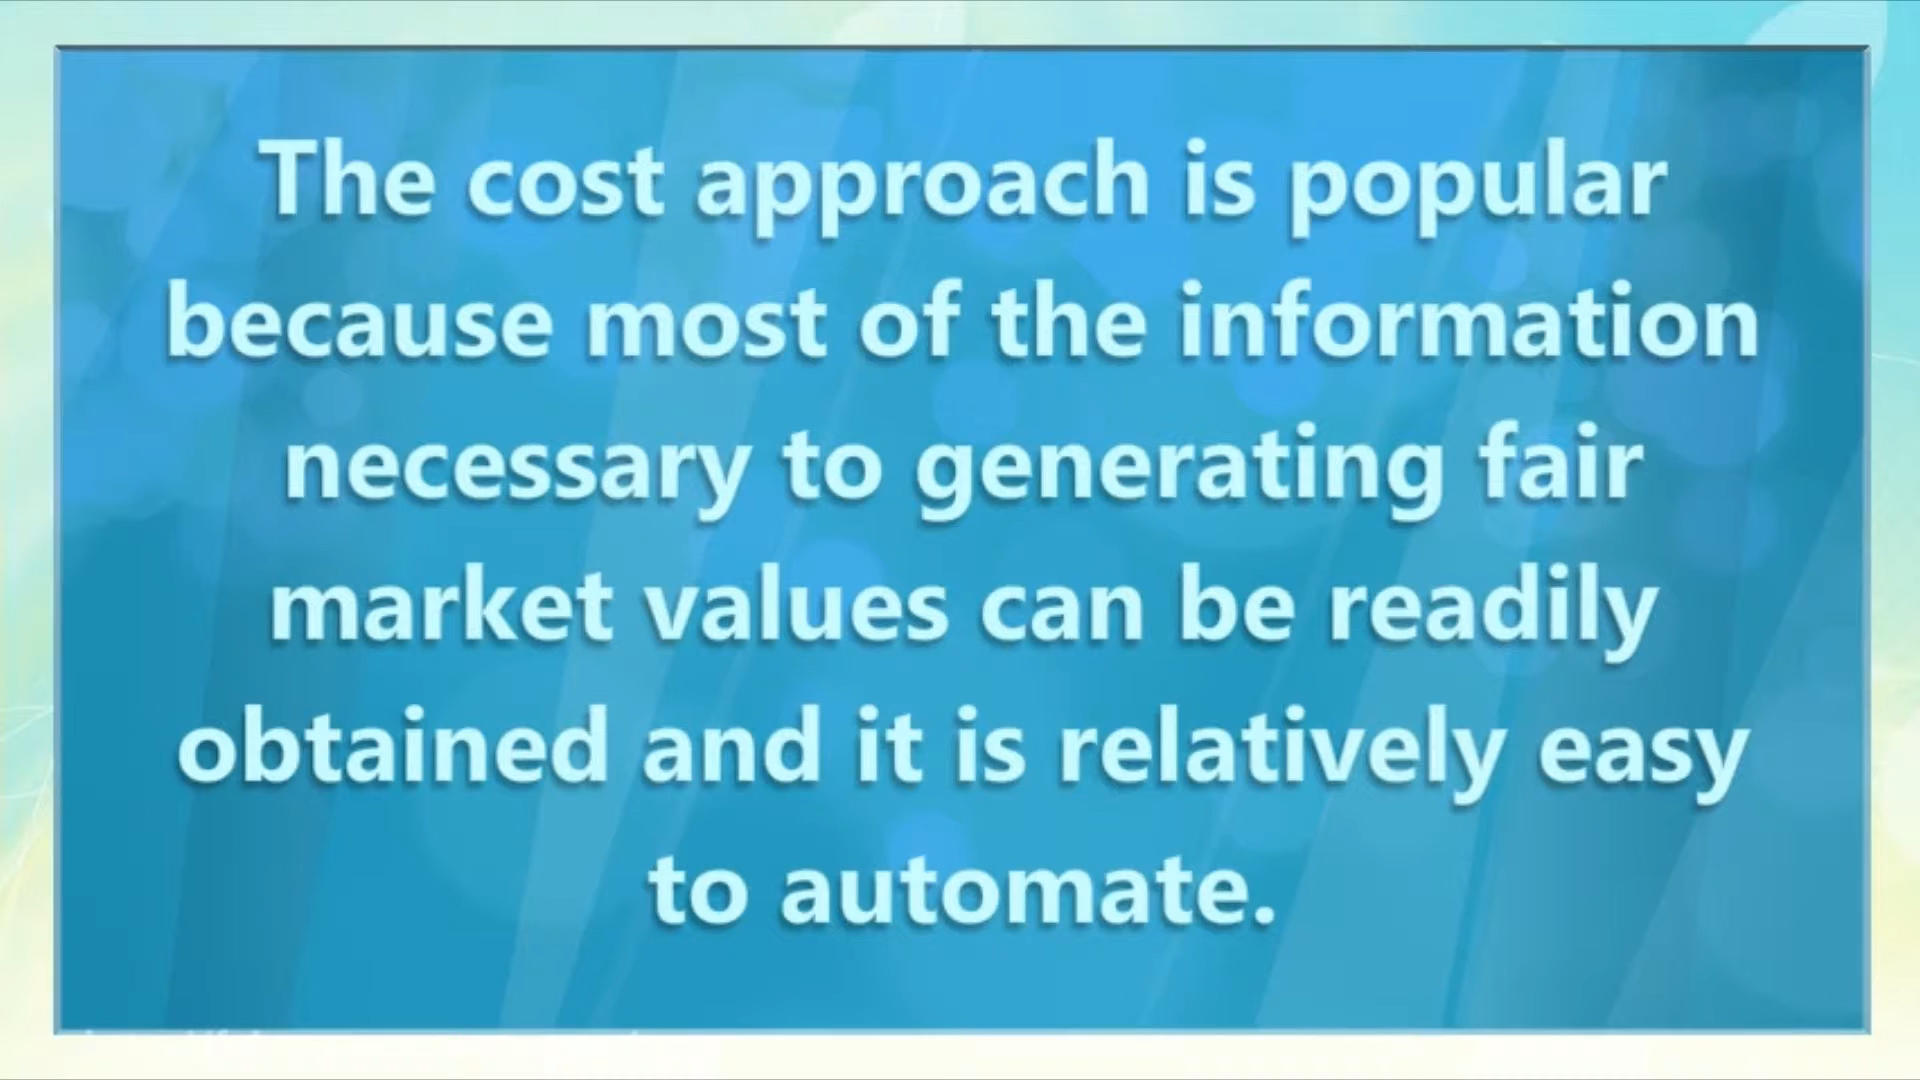 The cost approach is popular
because most of the information
necessary to generating fair
market values can be readily
obtained and it is relatively easy
to automate.